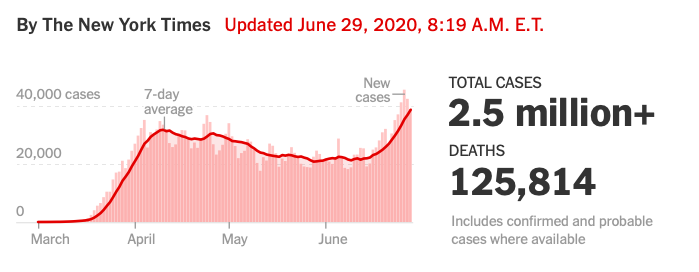 By The New York Times Updated June 29, 2020, 8:19 A.M. E.T.
40,000 cases
7-day
average
New
cases
20,000
0
March April May June
TOTAL CASES
2.5 million+
DEATHS
125,814
Includes confirmed and probable
cases where available